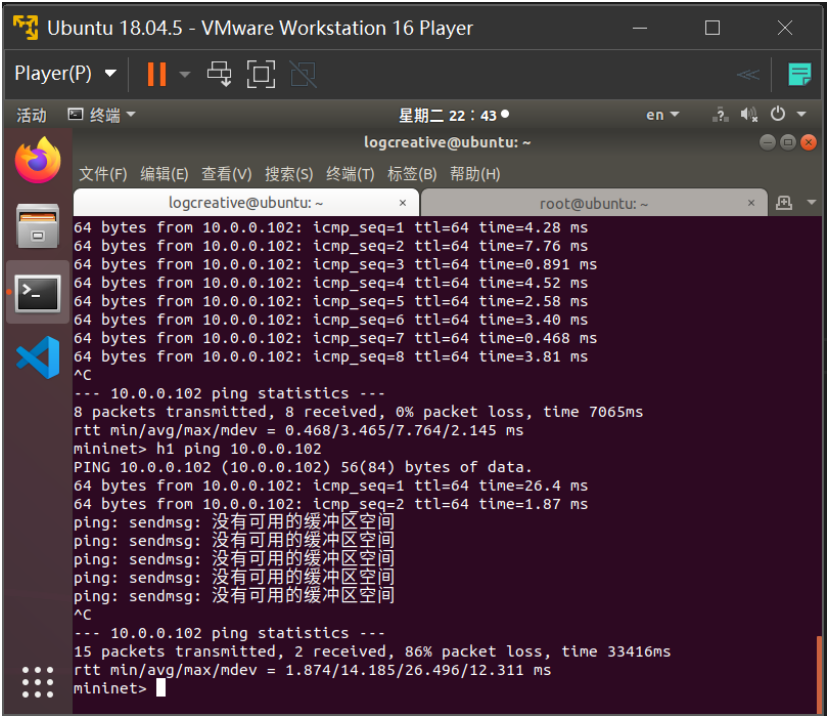 Ubuntu 18.04.5 - VMware Workstation 16 Player
Player(P)
活动 终端 星期二 22：43 en
logcreative@ubuntu: ~
文件(F) 编辑(E) 查看(V) 搜索(S) 终端(T) 标签(B) 帮助(H)
logcreative@ubuntu: ~ × root@ubuntu: ~ ×
64 bytes from 10.0.0.102: icmp_seq=1 ttl=64 time=4.28 ms
64 bytes from 10.0.0.102: icmp_seq=2 ttl=64 time=7.76 ms
64 bytes from 10.0.0.102: icmp_seq=3 ttl=64 time=0.891 ms
64 bytes from 10.0.0.102: icmp_seq=4 ttl=64 time=4.52 ms
64 bytes from 10.0.0.102: icmp_seq=5 ttl=64 time=2.58 ms
64 bytes from 10.0.0.102: icmp_seq=6 ttl=64 time=3.40 ms
64 bytes from 10.0.0.102: icmp_seq=7 ttl=64 time=0.468 ms
64 bytes from 10.0.0.102: icmp_seq=8 ttl=64 time=3.81 ms
^C
--- 10.0.0.102 ping statistics ---
8 packets transmitted, 8 received, 0% packet loss, time 7065ms
rtt min/avg/max/mdev = 0.468/3.465/7.764/2.145 ms
mininet> h1 ping 10.0.0.102
PING 10.0.0.102 (10.0.0.102) 56(84) bytes of data.
64 bytes from 10.0.0.102: icmp_seq=1 ttl=64 time=26.4 ms
64 bytes from 10.0.0.102: icmp_seq=2 ttl=64 time=1.87 ms
ping: sendmsg: 没有可用的缓冲区空间
ping: sendmsg: 没有可用的缓冲区空间
ping: sendmsg: 没有可用的缓冲区空间
ping: sendmsg: 没有可用的缓冲区空间
ping: sendmsg: 没有可用的缓冲区空间
^C
--- 10.0.0.102 ping statistics ---
15 packets transmitted, 2 received, 86% packet loss, time 33416ms
rtt min/avg/max/mdev = 1.874/14.185/26.496/12.311 ms
mininet>